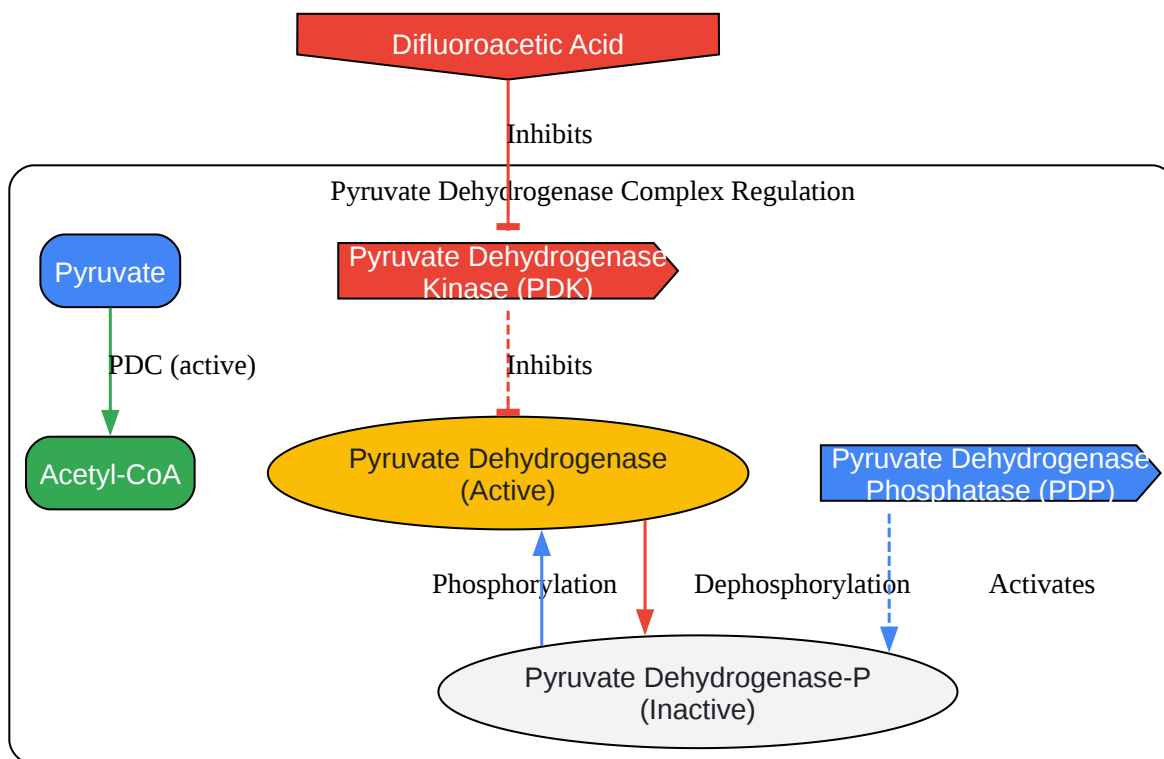 Difluoroacetic Acid
Inhibits
Pyruvate Dehydrogenase Complex Regulation
Pyruvate
Pyruvate Dehydrogenase
Kinase (PDK)
PDC (active)
Inhibits
Acetyl-CoA
Pyruvate Dehydrogenase
(Active)
Pyruvate Dehydrogenase
Phosphatase (PDP)
Phosphorylation
Dephosphorylation
Activates
Pyruvate Dehydrogenase-P
(Inactive)